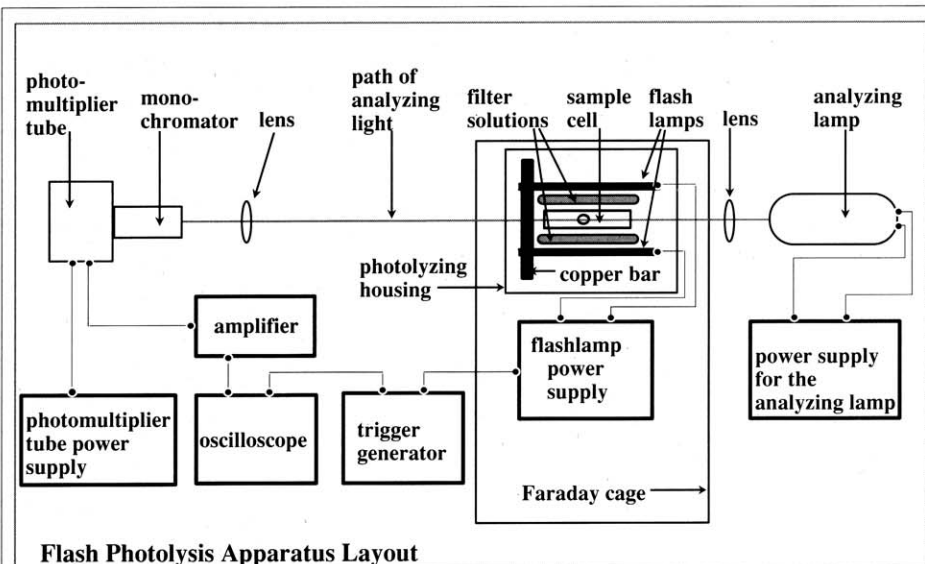 photo-
multiplier
tube
mono-
chromator
lens
path of
analyzing
light
filter
solutions
sample
cell
flash
lamps
lens
analyzing
lamp
photolyzing
housing
copper bar
amplifier
flashlamp
power
supply
power supply
for the
analyzing lamp
photomultiplier
tube power
supply
oscilloscope
trigger
generator
Faraday cage
Flash Photolysis Apparatus Layout